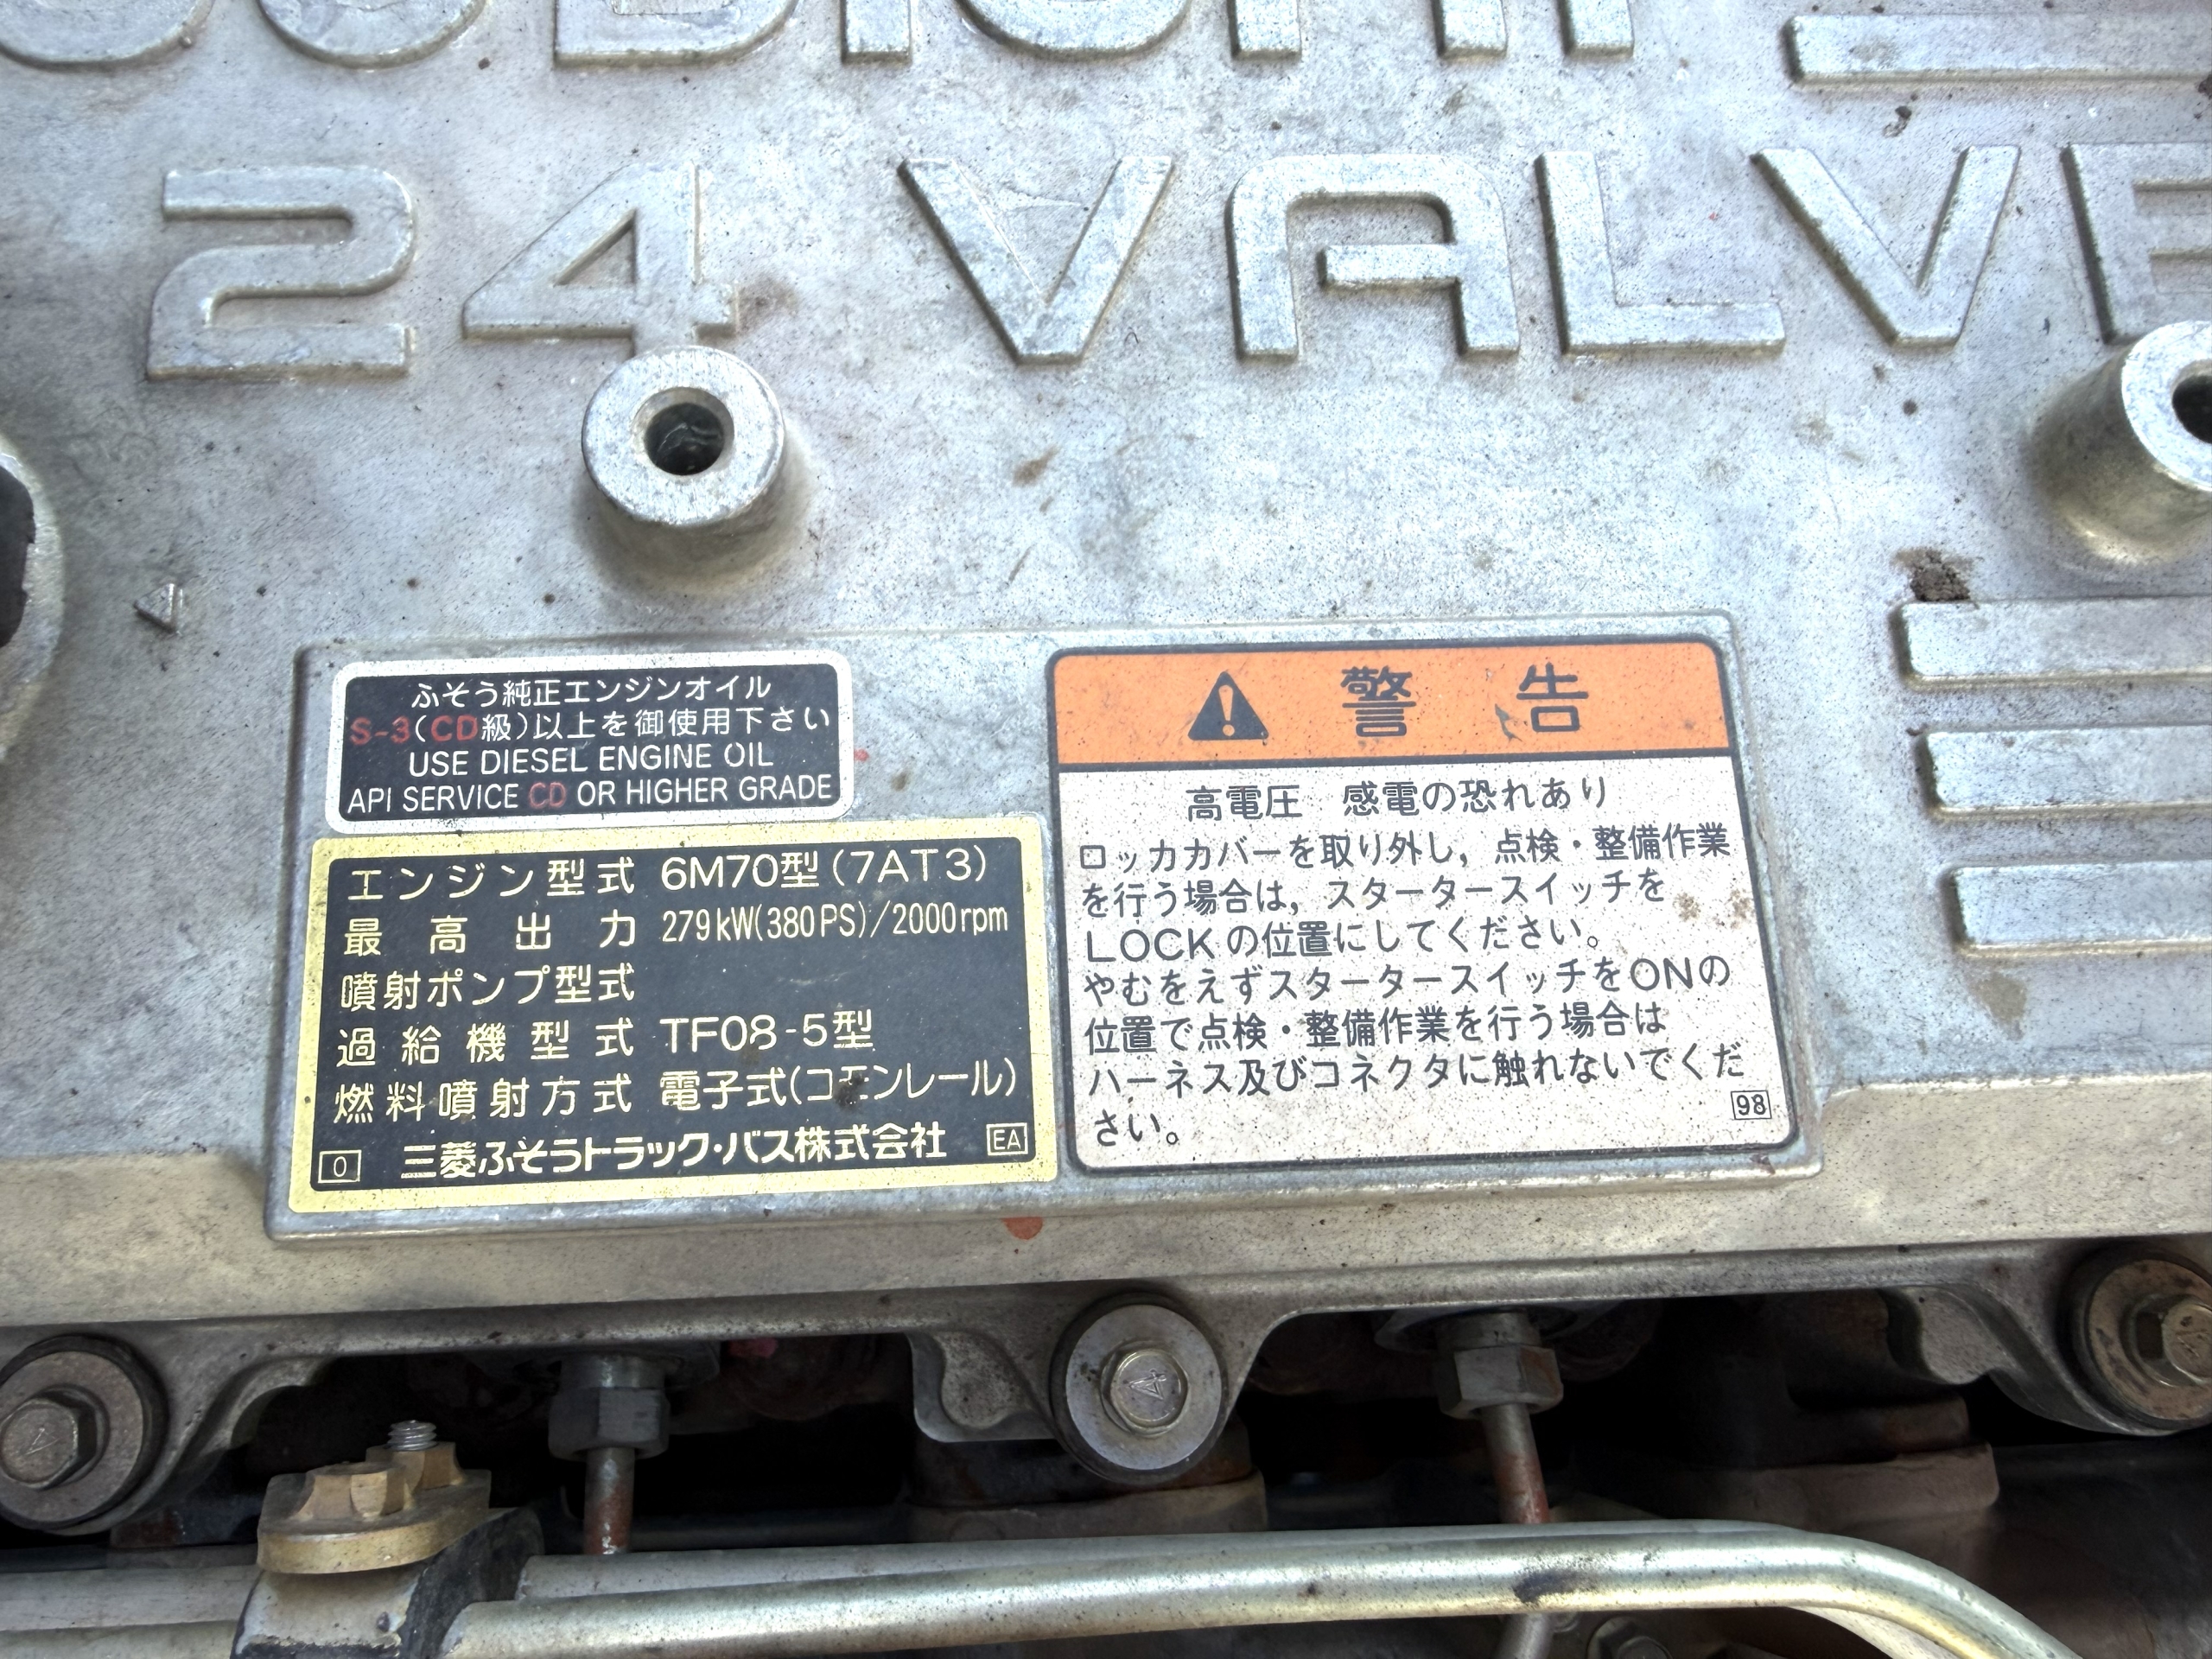 24 VALVE
ふそう純正エンジンオイル
S-3(CD級)以上を御使用下さい
USE DIESEL ENGINE OIL
API SERVICE CD OR HIGHER GRADE
エンジン型式 6M70型(7AT3)
最高出力 279kW(380PS)/2000rpm
噴射ポンプ型式
過給機型式 TF08-5型
燃料噴射方式 電子式(コモンレール)
0 三菱ふそうトラック・バス株式会社 EA
警告
高電圧 感電の恐れあり
ロッカカバーを取り外し,点検・整備作業
を行う場合は,スタータースイッチを
LOCKの位置にしてください。
やむをえずスタータースイッチをONの
位置で点検・整備作業を行う場合は
ハーネス及びコネクタに触れないでくだ
さい。
98